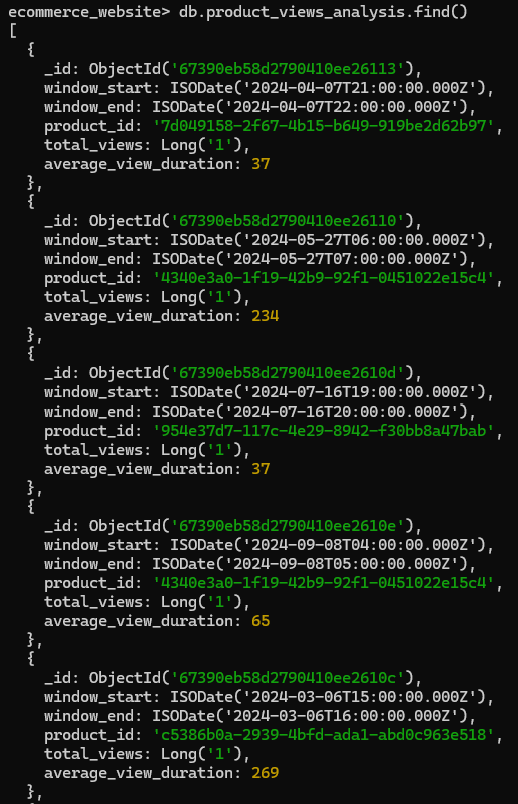 ecommerce_website> db.product_views_analysis.find()
[
  {
    _id: ObjectId('67390eb58d2790410ee26113'),
    window_start: ISODate('2024-04-07T21:00:00.000Z'),
    window_end: ISODate('2024-04-07T22:00:00.000Z'),
    product_id: '7d049158-2f67-4b15-b649-919be2d62b97',
    total_views: Long('1'),
    average_view_duration: 37
  },
  {
    _id: ObjectId('67390eb58d2790410ee26110'),
    window_start: ISODate('2024-05-27T06:00:00.000Z'),
    window_end: ISODate('2024-05-27T07:00:00.000Z'),
    product_id: '4340e3a0-1f19-42b9-92f1-0451022e15c4',
    total_views: Long('1'),
    average_view_duration: 234
  },
  {
    _id: ObjectId('67390eb58d2790410ee2610d'),
    window_start: ISODate('2024-07-16T19:00:00.000Z'),
    window_end: ISODate('2024-07-16T20:00:00.000Z'),
    product_id: '954e37d7-117c-4e29-8942-f30bb8a47bab',
    total_views: Long('1'),
    average_view_duration: 37
  },
  {
    _id: ObjectId('67390eb58d2790410ee2610e'),
    window_start: ISODate('2024-09-08T04:00:00.000Z'),
    window_end: ISODate('2024-09-08T05:00:00.000Z'),
    product_id: '4340e3a0-1f19-42b9-92f1-0451022e15c4',
    total_views: Long('1'),
    average_view_duration: 65
  },
  {
    _id: ObjectId('67390eb58d2790410ee2610c'),
    window_start: ISODate('2024-03-06T15:00:00.000Z'),
    window_end: ISODate('2024-03-06T16:00:00.000Z'),
    product_id: 'c5386b0a-2939-4bfd-ada1-abd0c963e518',
    total_views: Long('1'),
    average_view_duration: 269
  },